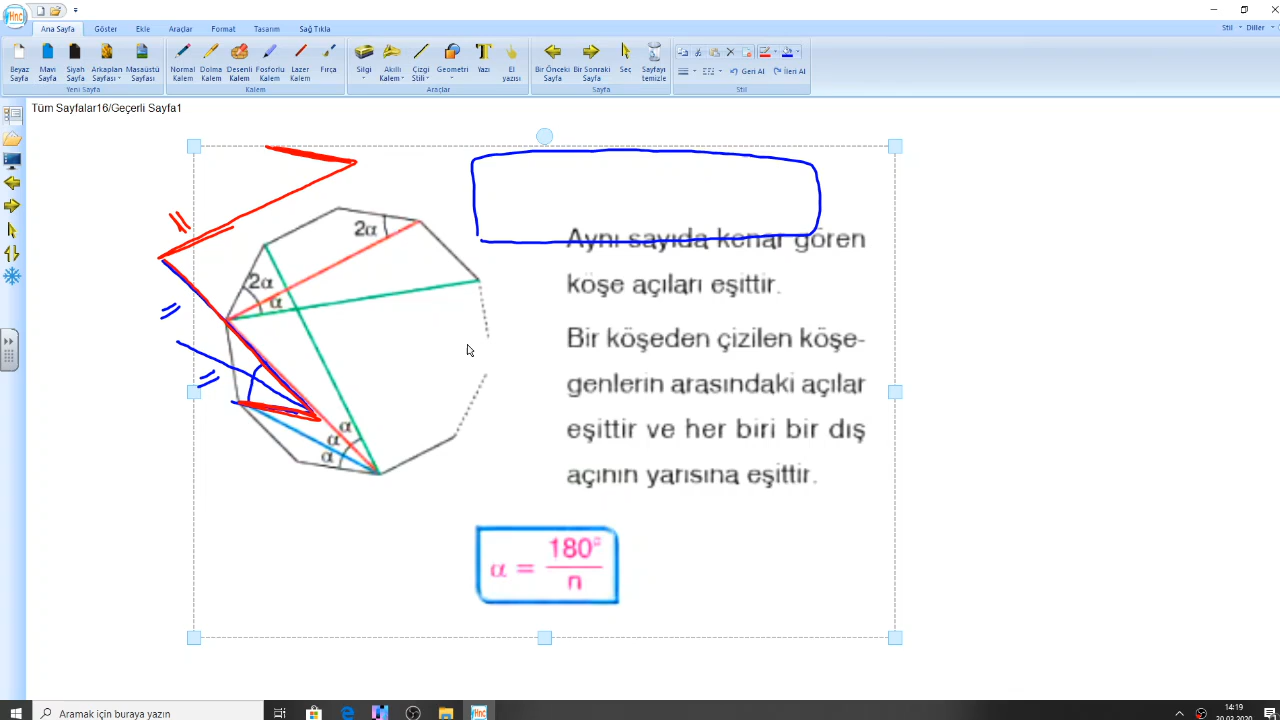 yHnc
Ana Sayfa Göster Ekle Araçlar Format Tasarım Sağ Tıkla
Stil Diller
Beyaz Sayfa Mavi Sayfa Siyah Sayfa Arkaplan Sayfası Masaüstü Sayfası
Normal Kalem Dolma Kalem Desenli Kalem Fosforlu Kalem Lazer Kalem Fırça
Silgi Akıllı Kalem Çizgi Stili Geometri Yazı El yazısı
Bir Önceki Sayfa Bir Sonraki Sayfa Seç Sayfayı temizle
Geri Al İleri Al
Yeni Sayfa Kalem Araçlar Sayfa Stil
Tüm Sayfalar16/Geçerli Sayfa1
2α
2α
α
α
α
α
Aynı sayıda kenar gören
köşe açıları eşittir.
Bir köşeden çizilen köşe-
genlerin arasındaki açılar
eşittir ve her biri bir dış
açının yarısına eşittir.
α = 180° / n
Aramak için buraya yazın
14:19
20.03.2020